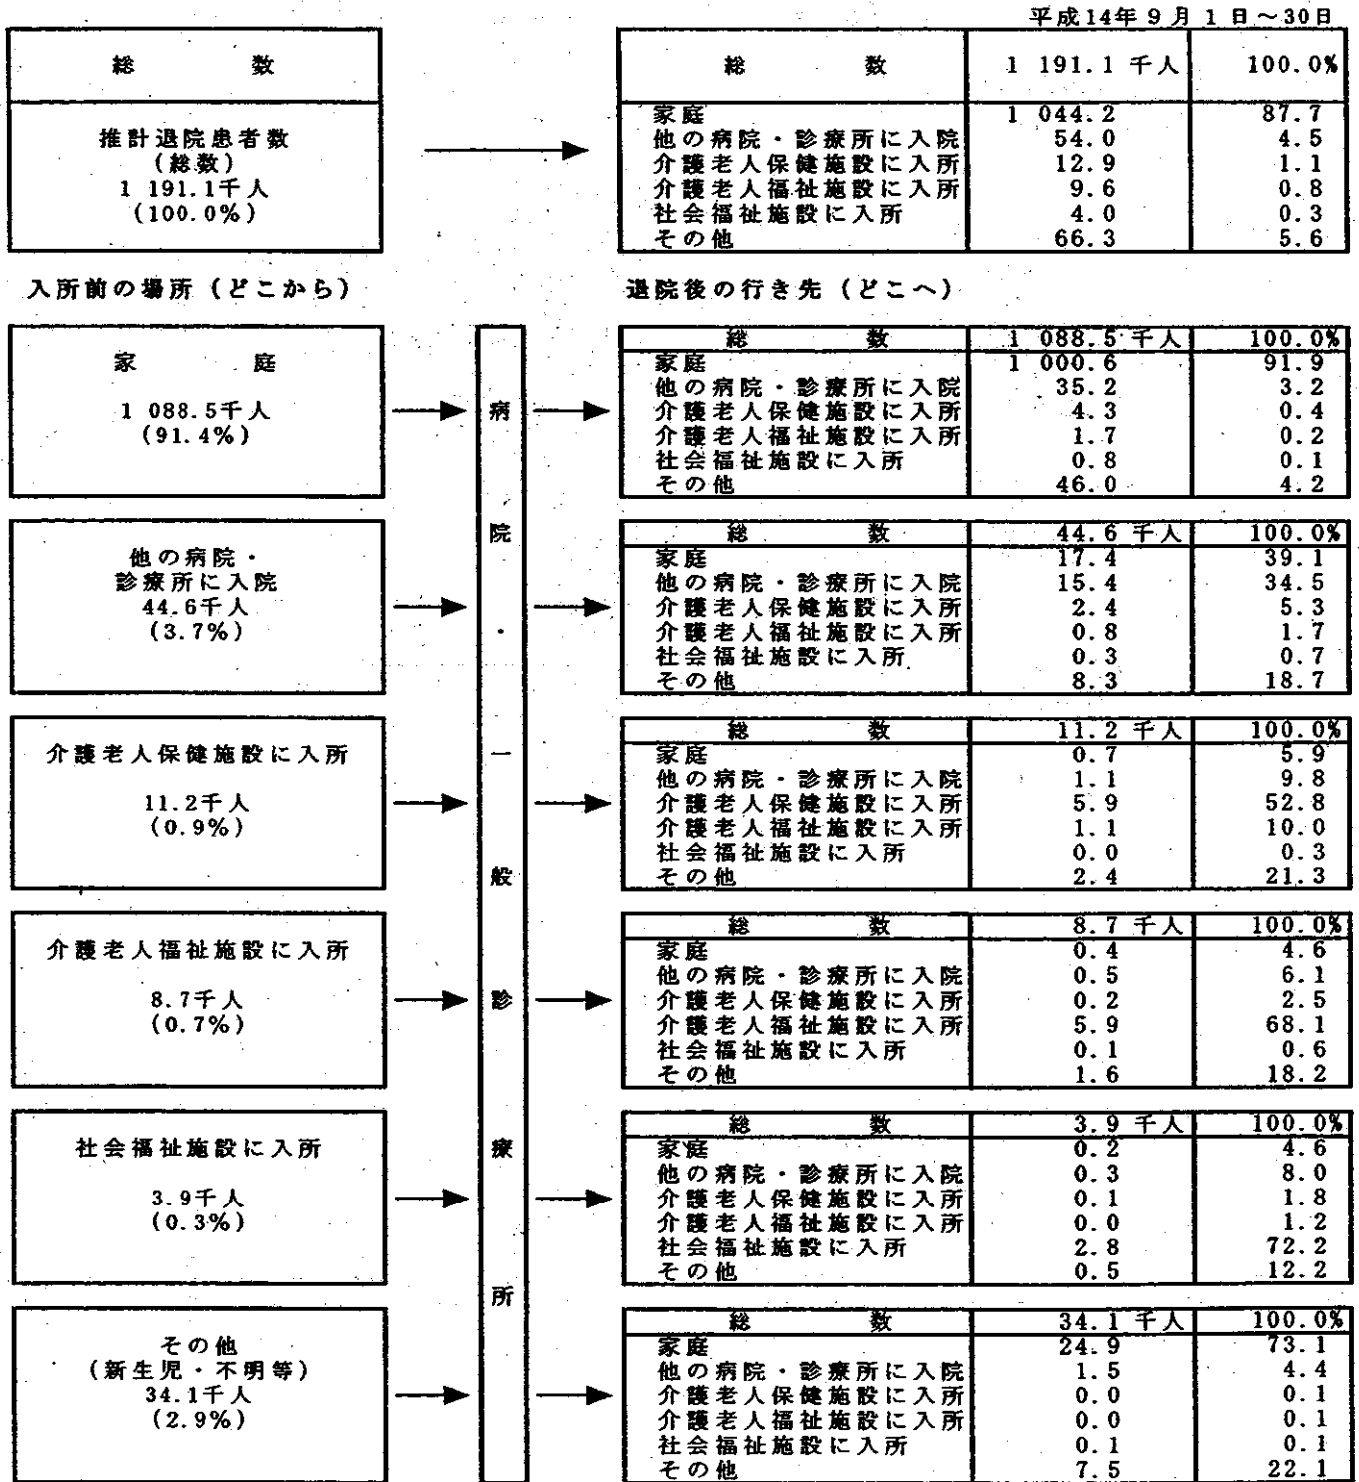 平成14年9月1日～30日
総　数
推計退院患者数
(総数)
1 191.1千人
(100.0%)
総　数 1 191.1 千人 100.0%
家庭 1 044.2 87.7
他の病院・診療所に入院 54.0 4.5
介護老人保健施設に入所 12.9 1.1
介護老人福祉施設に入所 9.6 0.8
社会福祉施設に入所 4.0 0.3
その他 66.3 5.6
入所前の場所（どこから）
退院後の行き先（どこへ）
病院・一般診療所
家　庭
1 088.5千人
(91.4%)
総　数 1 088.5 千人 100.0%
家庭 1 000.6 91.9
他の病院・診療所に入院 35.2 3.2
介護老人保健施設に入所 4.3 0.4
介護老人福祉施設に入所 1.7 0.2
社会福祉施設に入所 0.8 0.1
その他 46.0 4.2
他の病院・
診療所に入院
44.6千人
(3.7%)
総　数 44.6 千人 100.0%
家庭 17.4 39.1
他の病院・診療所に入院 15.4 34.5
介護老人保健施設に入所 2.4 5.3
介護老人福祉施設に入所 0.8 1.7
社会福祉施設に入所 0.3 0.7
その他 8.3 18.7
介護老人保健施設に入所
11.2千人
(0.9%)
総　数 11.2 千人 100.0%
家庭 0.7 5.9
他の病院・診療所に入院 1.1 9.8
介護老人保健施設に入所 5.9 52.8
介護老人福祉施設に入所 1.1 10.0
社会福祉施設に入所 0.0 0.3
その他 2.4 21.3
介護老人福祉施設に入所
8.7千人
(0.7%)
総　数 8.7 千人 100.0%
家庭 0.4 4.6
他の病院・診療所に入院 0.5 6.1
介護老人保健施設に入所 0.2 2.5
介護老人福祉施設に入所 5.9 68.1
社会福祉施設に入所 0.1 0.6
その他 1.6 18.2
社会福祉施設に入所
3.9千人
(0.3%)
総　数 3.9 千人 100.0%
家庭 0.2 4.6
他の病院・診療所に入院 0.3 8.0
介護老人保健施設に入所 0.1 1.8
介護老人福祉施設に入所 0.0 1.2
社会福祉施設に入所 2.8 72.2
その他 0.5 12.2
その他
(新生児・不明等)
34.1千人
(2.9%)
総　数 34.1 千人 100.0%
家庭 24.9 73.1
他の病院・診療所に入院 1.5 4.4
介護老人保健施設に入所 0.0 0.1
介護老人福祉施設に入所 0.0 0.1
社会福祉施設に入所 0.1 0.1
その他 7.5 22.1